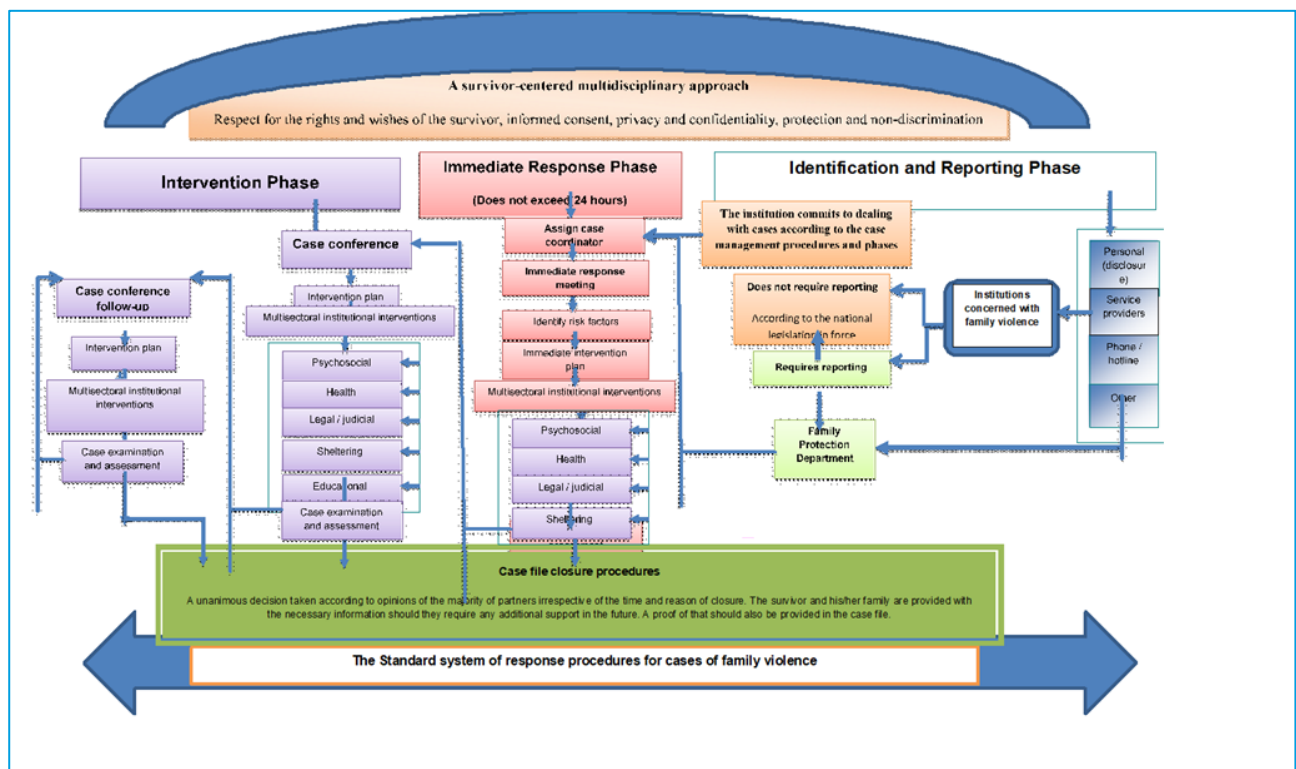 A survivor-centered multidisciplinary approach
Respect for the rights and wishes of the survivor, informed consent, privacy and confidentiality, protection and non-discrimination
Intervention Phase
Immediate Response Phase
(Does not exceed 24 hours)
Identification and Reporting Phase
Case conference
Intervention plan
Multisectoral institutional interventions
Psychosocial
Health
Legal / judicial
Sheltering
Educational
Case examination
and assessment
Case conference
follow-up
Intervention plan
Multisectoral institutional
interventions
Case examination
and assessment
Assign case
coordinator
Immediate response
meeting
Identify risk factors
Immediate intervention
plan
Multisectoral institutional interventions
Psychosocial
Health
Legal / judicial
Sheltering
The institution commits to dealing
with cases according to the case
management procedures and phases
Does not require reporting
According to the national
legislation in force
Requires reporting
Family
Protection
Department
Institutions
concerned with
family violence
Personal
(disclosur
e)
Service
providers
Phone /
hotline
Other
Case file closure procedures
A unanimous decision taken according to opinions of the majority of partners irrespective of the time and reason of closure. The survivor and his/her family are provided with
the necessary information should they require any additional support in the future. A proof of that should also be provided in the case file.
The Standard system of response procedures for cases of family violence